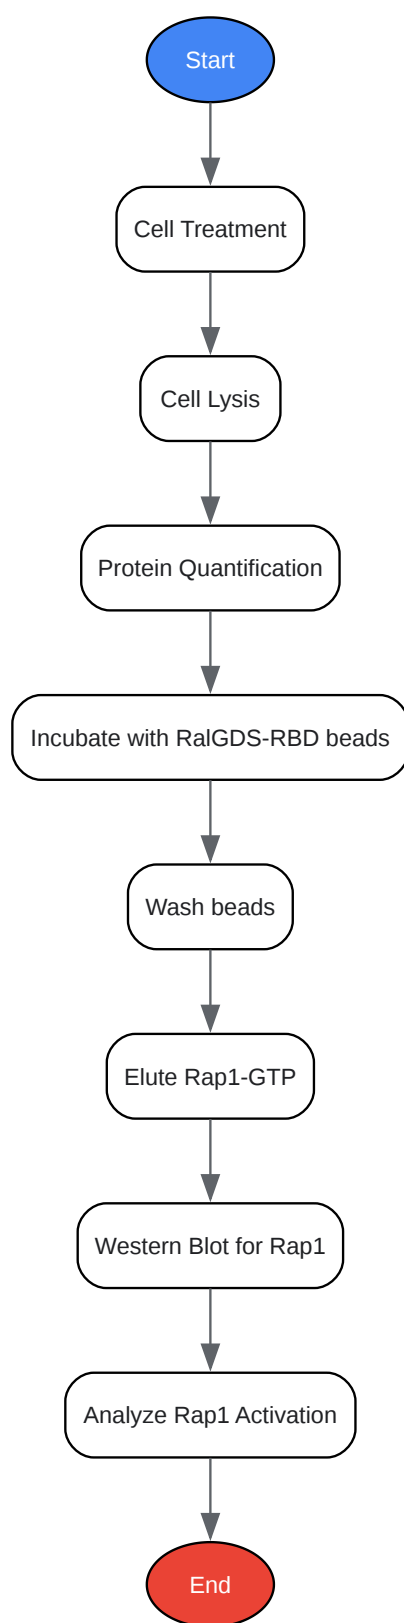 Start
Cell Treatment
Cell Lysis
Protein Quantification
Incubate with RalGDS-RBD beads
Wash beads
Elute Rap1-GTP
Western Blot for Rap1
Analyze Rap1 Activation
End